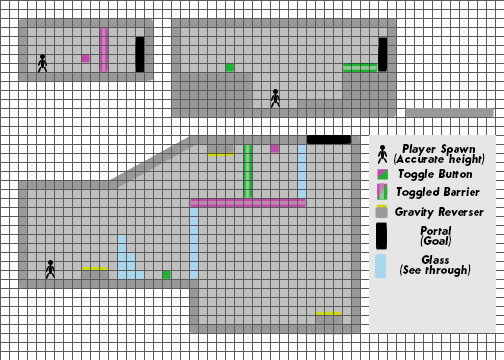 Player Spawn
(Accurate height)
Toggle Button
Toggled Barrier
Gravity Reverser
Portal
(Goal)
Glass
(See through)